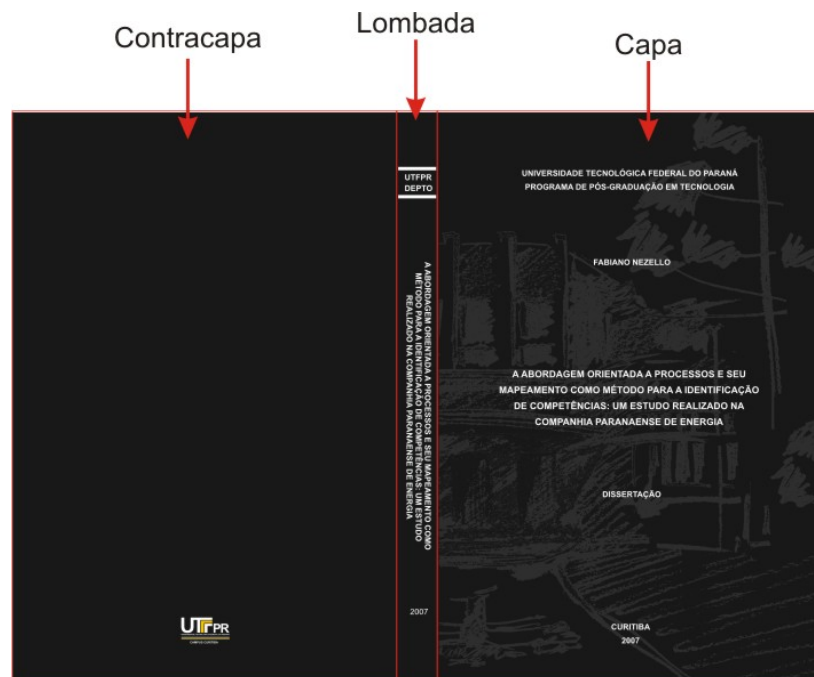 Contracapa
Lombada
Capa
UTFPR
DEPTO
A ABORDAGEM ORIENTADA A PROCESSOS E SEU MAPEAMENTO COMO
MÉTODO PARA A IDENTIFICAÇÃO DE COMPETÊNCIAS: UM ESTUDO
REALIZADO NA COMPANHIA PARANAENSE DE ENERGIA
2007
UNIVERSIDADE TECNOLÓGICA FEDERAL DO PARANÁ
PROGRAMA DE PÓS-GRADUAÇÃO EM TECNOLOGIA
FABIANO NEZELLO
A ABORDAGEM ORIENTADA A PROCESSOS E SEU
MAPEAMENTO COMO MÉTODO PARA A IDENTIFICAÇÃO
DE COMPETÊNCIAS: UM ESTUDO REALIZADO NA
COMPANHIA PARANAENSE DE ENERGIA
DISSERTAÇÃO
CURITIBA
2007
UTFPR